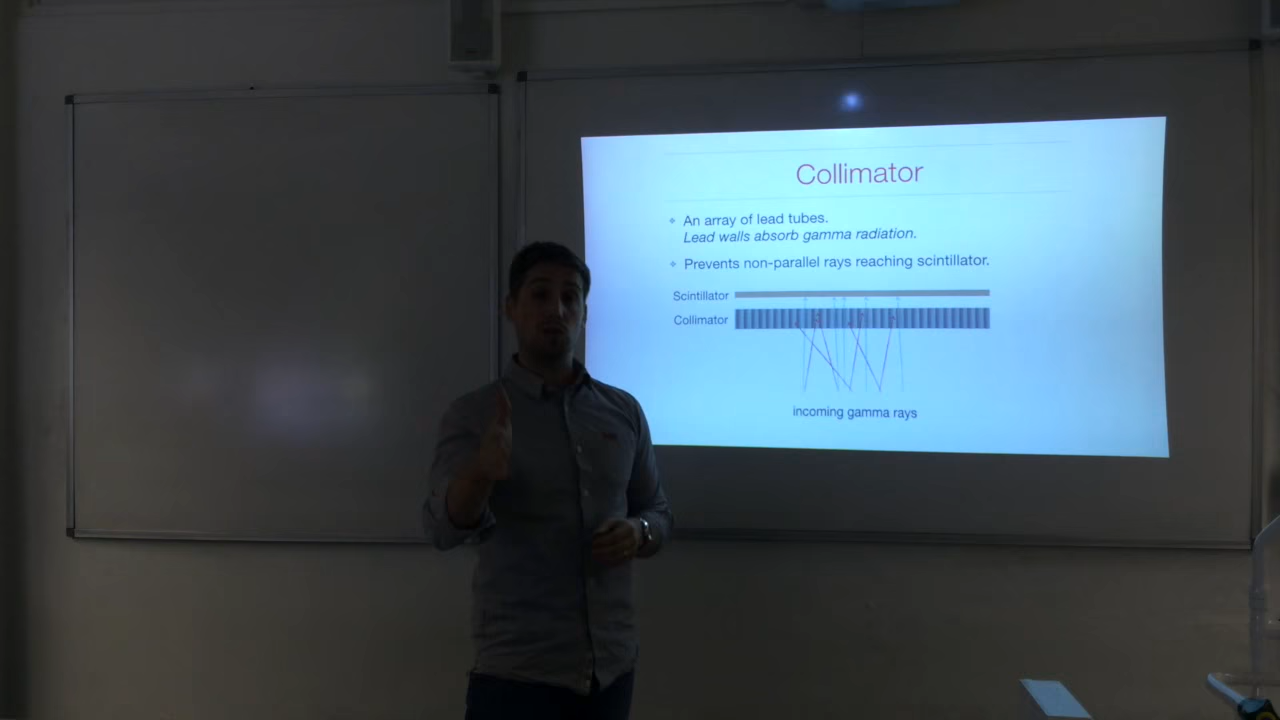 Collimator
An array of lead tubes.
Lead walls absorb gamma radiation.
Prevents non-parallel rays reaching scintillator.
Scintillator
Collimator
incoming gamma rays